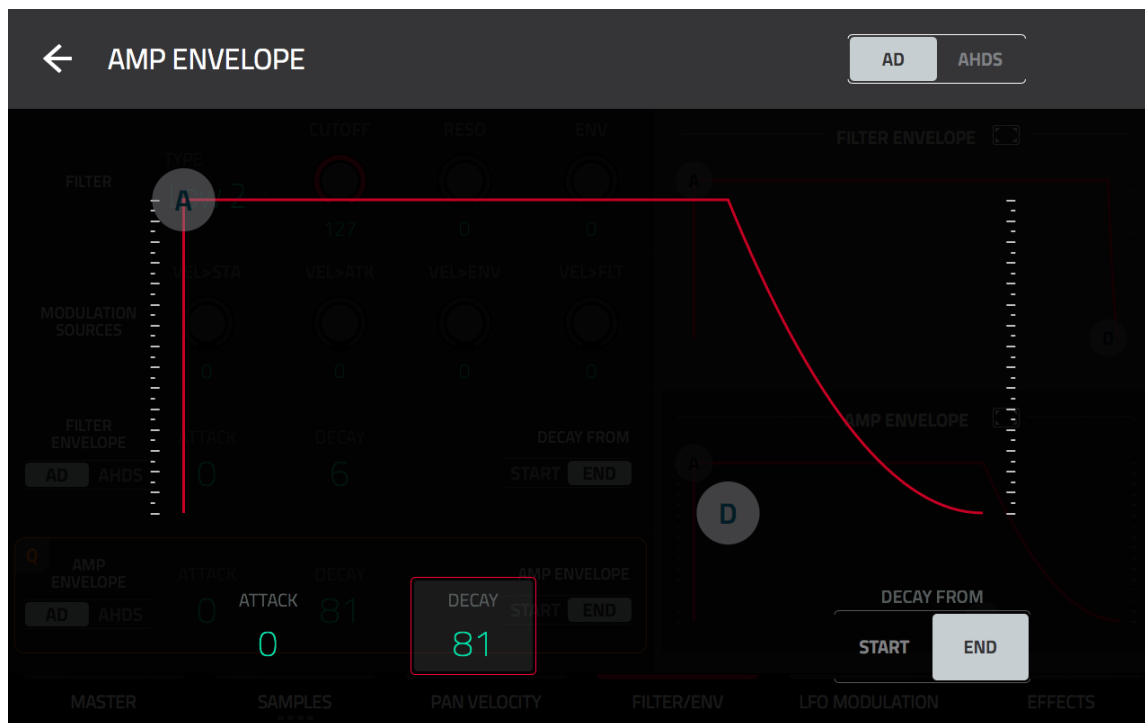 AMP ENVELOPE
AD AHDS
CUTOFF RESO ENV
FILTER ENVELOPE
TYPE
FILTER
A
A
127 0 0
VEL>STA VEL>ATK VEL>ENV VEL>FLT
MODULATION
SOURCES
D
0 0 0 0
FILTER
ENVELOPE
ATTACK DECAY DECAY FROM
AMP ENVELOPE
AD AHDS 0 6 START END
A
D
Q
AMP
ENVELOPE
ATTACK DECAY AMP ENVELOPE
AD AHDS 0 81 START END
ATTACK DECAY
0 81
DECAY FROM
START END
MASTER SAMPLES PAN VELOCITY FILTER/ENV LFO MODULATION EFFECTS